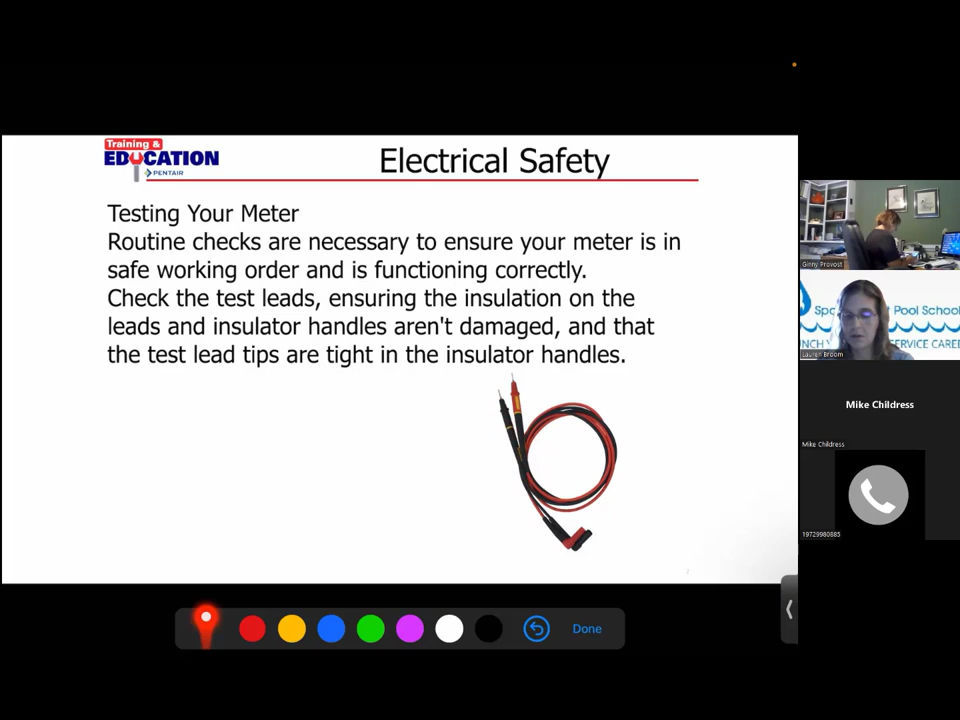 Training &
EDUCATION
PENTAIR
Electrical Safety
Testing Your Meter
Routine checks are necessary to ensure your meter is in
safe working order and is functioning correctly.
Check the test leads, ensuring the insulation on the
leads and insulator handles aren't damaged, and that
the test lead tips are tight in the insulator handles.
Ginny Provost
Pool School
SERVICE CAREE
Lauren Broom
Mike Childress
Mike Childress
19729980885
Done